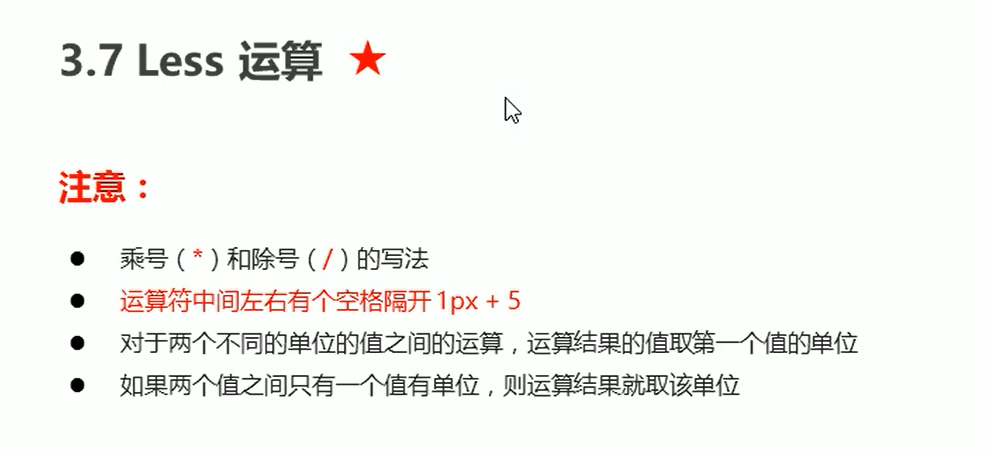 3.7 Less 运算 ★
注意：
● 乘号（*）和除号（/）的写法
● 运算符中间左右有个空格隔开 1px + 5
● 对于两个不同的单位的值之间的运算，运算结果的值取第一个值的单位
● 如果两个值之间只有一个值有单位，则运算结果就取该单位